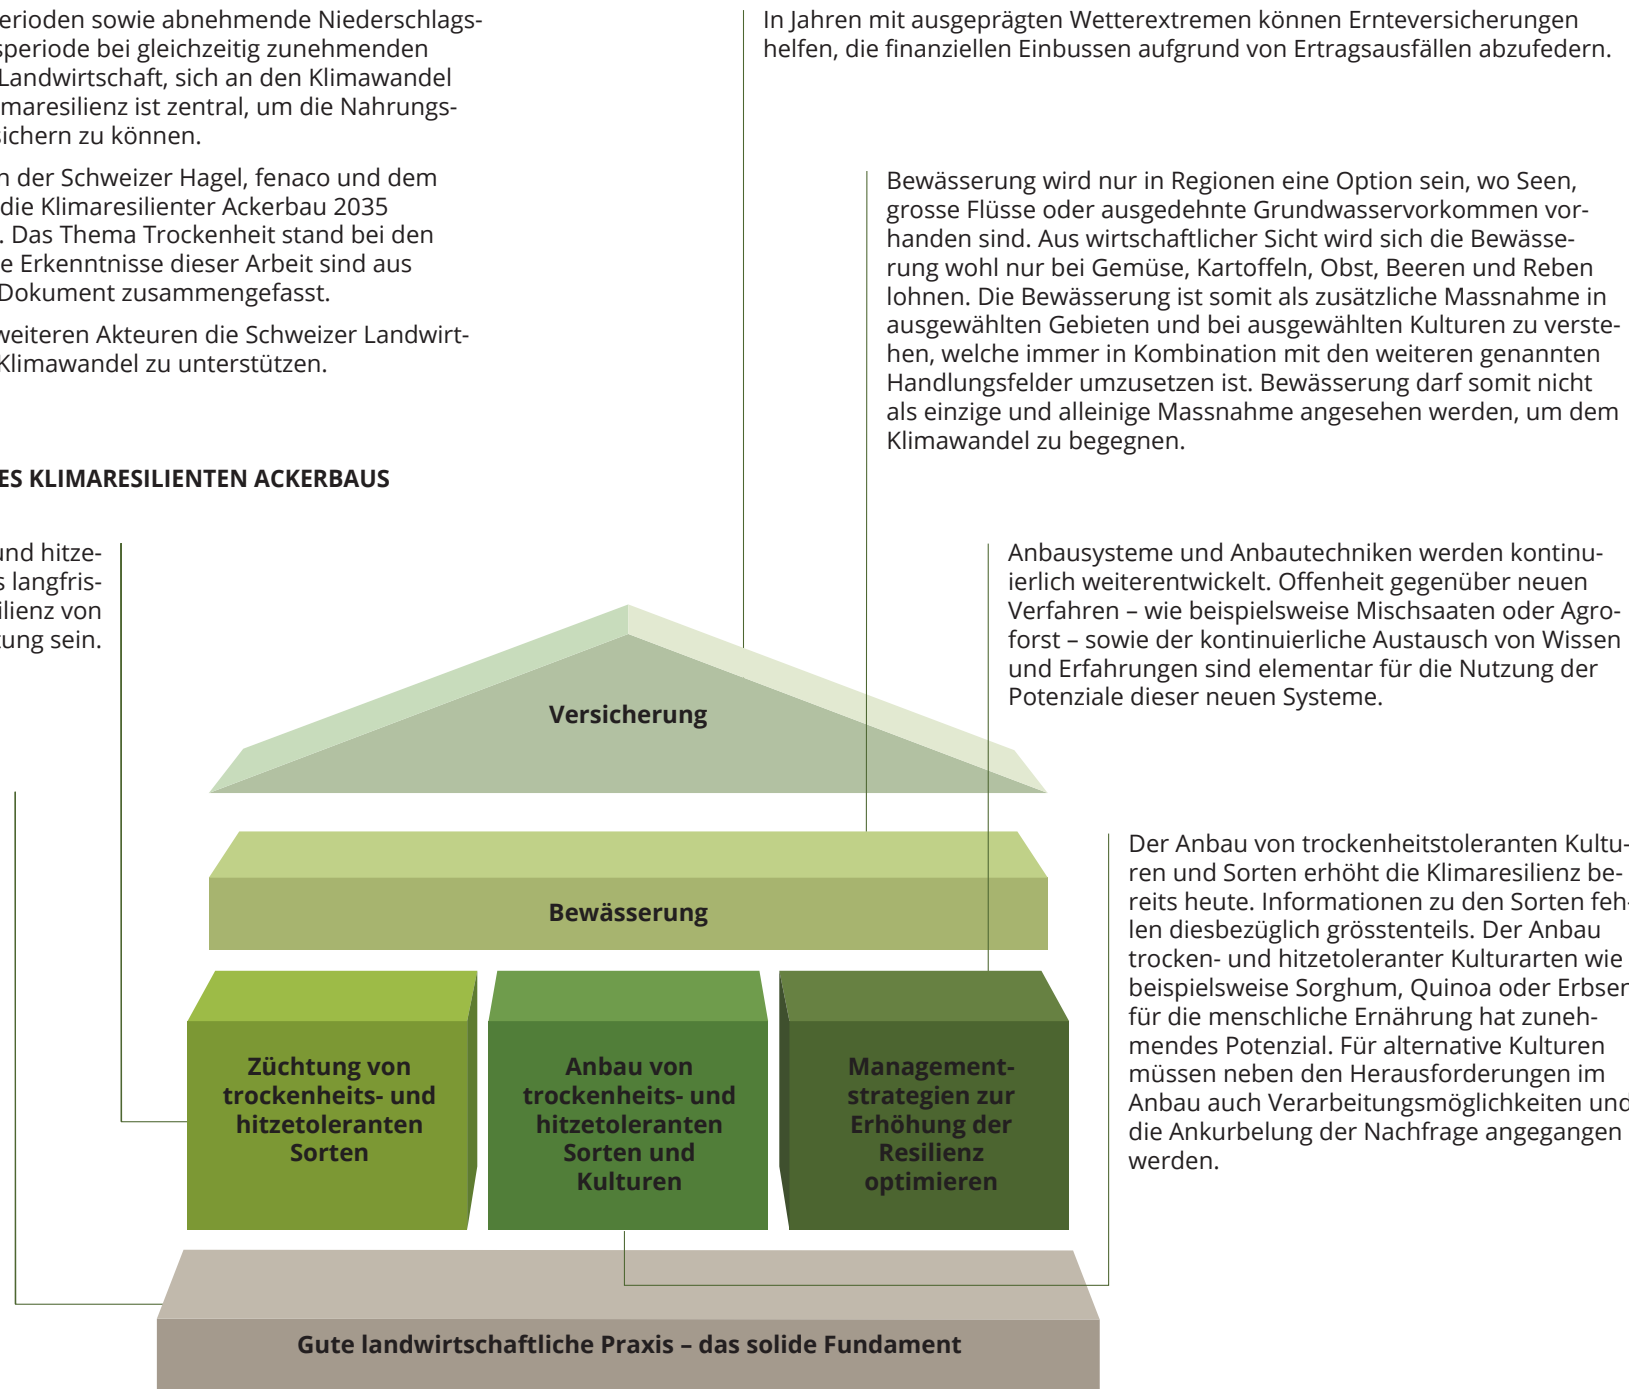 sowie abnehmende Niederschlags-
bei gleichzeitig zunehmenden
Landwirtschaft, sich an den Klimawandel
ist zentral, um die Nahrungs-
sichern zu können.
der Schweizer Hagel, fenaco und dem
die Klimaresilienter Ackerbau 2035
. Das Thema Trockenheit stand bei den
Erkenntnisse dieser Arbeit sind aus
Dokument zusammengefasst.
weiteren Akteuren die Schweizer Landwirt-
Klimawandel zu unterstützen.
KLIMARESILIENTEN ACKERBAUS
und hitze-
langfris-
von
sein.
In Jahren mit ausgeprägten Wetterextremen können Ernteversicherungen
helfen, die finanziellen Einbussen aufgrund von Ertragsausfällen abzufedern.
Bewässerung wird nur in Regionen eine Option sein, wo Seen,
grosse Flüsse oder ausgedehnte Grundwasservorkommen vor-
handen sind. Aus wirtschaftlicher Sicht wird sich die Bewässe-
rung wohl nur bei Gemüse, Kartoffeln, Obst, Beeren und Reben
lohnen. Die Bewässerung ist somit als zusätzliche Massnahme in
ausgewählten Gebieten und bei ausgewählten Kulturen zu verste-
hen, welche immer in Kombination mit den weiteren genannten
Handlungsfelder umzusetzen ist. Bewässerung darf somit nicht
als einzige und alleinige Massnahme angesehen werden, um dem
Klimawandel zu begegnen.
Anbausysteme und Anbautechniken werden kontinu-
ierlich weiterentwickelt. Offenheit gegenüber neuen
Verfahren – wie beispielsweise Mischsaaten oder Agro-
forst – sowie der kontinuierliche Austausch von Wissen
und Erfahrungen sind elementar für die Nutzung der
Potenziale dieser neuen Systeme.
Der Anbau von trockenheitstoleranten Kultu-
ren und Sorten erhöht die Klimaresilienz be-
reits heute. Informationen zu den Sorten feh-
len diesbezüglich grösstenteils. Der Anbau
trocken- und hitzetoleranter Kulturarten wie
beispielsweise Sorghum, Quinoa oder Erbsen
für die menschliche Ernährung hat zuneh-
mendes Potenzial. Für alternative Kulturen
müssen neben den Herausforderungen im
Anbau auch Verarbeitungsmöglichkeiten und
die Ankurbelung der Nachfrage angegangen
werden.
Versicherung
Bewässerung
Züchtung von
trockenheits- und
hitzetoleranten
Sorten
Anbau von
trockenheits- und
hitzetoleranten
Sorten und
Kulturen
Management-
strategien zur
Erhöhung der
Resilienz
optimieren
Gute landwirtschaftliche Praxis – das solide Fundament